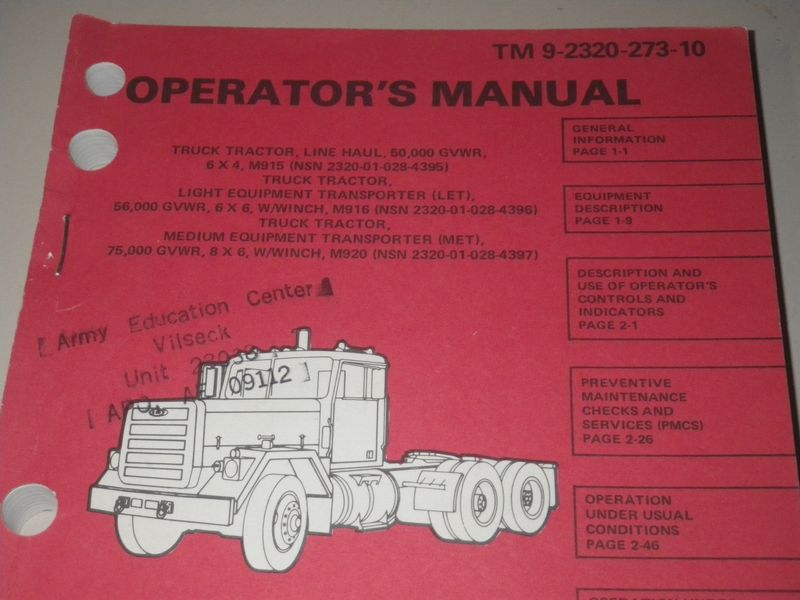 TM 9-2320-273-10
OPERATOR'S MANUAL
TRUCK TRACTOR, LINE HAUL, 50,000 GVWR,
6 X 4, M915 (NSN 2320-01-028-4395)
TRUCK TRACTOR,
LIGHT EQUIPMENT TRANSPORTER (LET),
56,000 GVWR, 6 X 6, W/WINCH, M916 (NSN 2320-01-028-4396)
TRUCK TRACTOR,
MEDIUM EQUIPMENT TRANSPORTER (MET),
75,000 GVWR, 8 X 6, W/WINCH, M920 (NSN 2320-01-028-4397)
GENERAL
INFORMATION
PAGE 1-1
EQUIPMENT
DESCRIPTION
PAGE 1-9
DESCRIPTION AND
USE OF OPERATOR'S
CONTROLS AND
INDICATORS
PAGE 2-1
PREVENTIVE
MAINTENANCE
CHECKS AND
SERVICES (PMCS)
PAGE 2-26
OPERATION
UNDER USUAL
CONDITIONS
PAGE 2-46
Army Education Center
Vilseck
Unit
APO, 09112